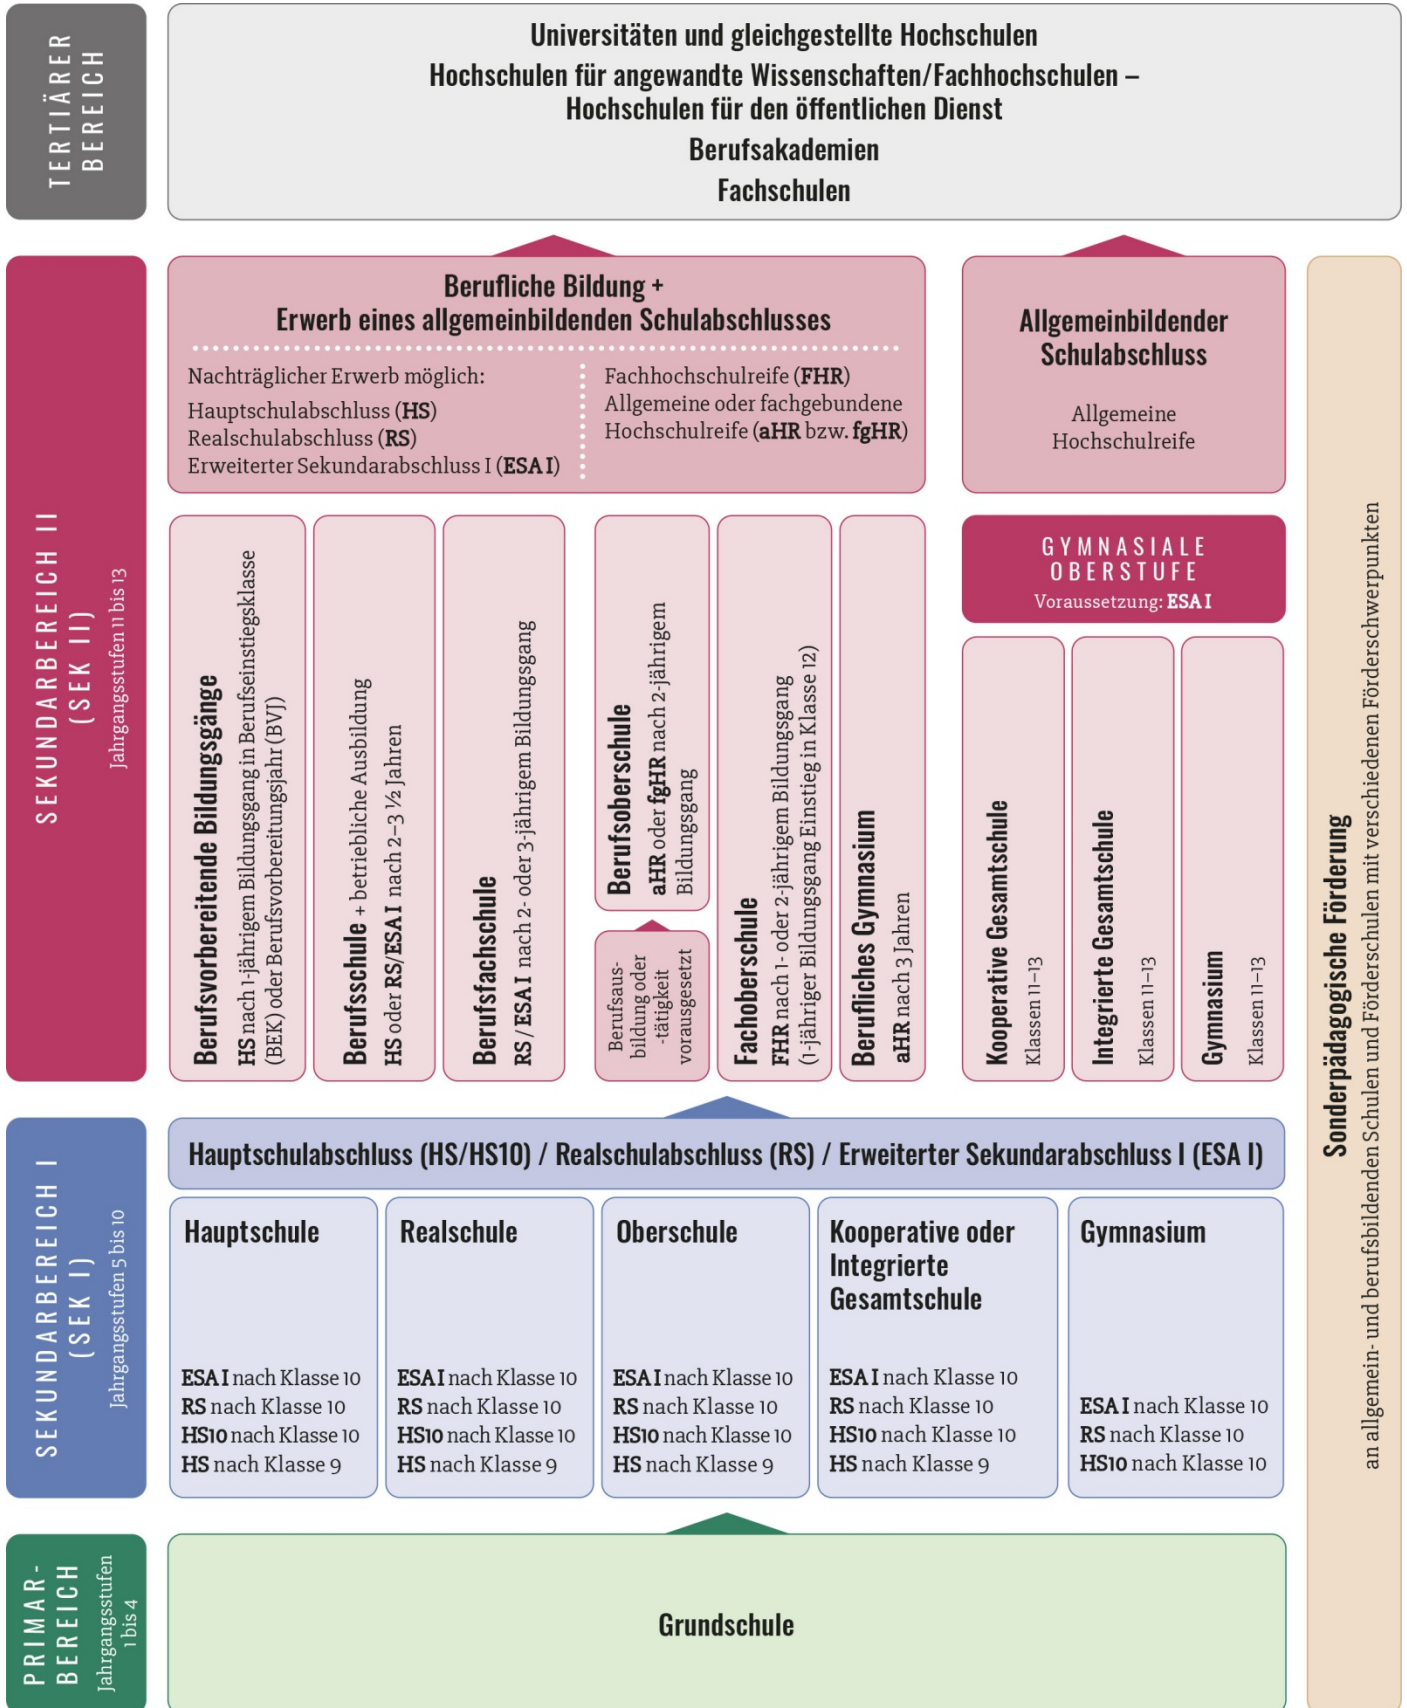 TERTIÄRER
BEREICH
Universitäten und gleichgestellte Hochschulen
Hochschulen für angewandte Wissenschaften/Fachhochschulen –
Hochschulen für den öffentlichen Dienst
Berufsakademien
Fachschulen
SEKUNDARBEREICH II
(SEK II)
Jahrgangsstufen 11 bis 13
Berufliche Bildung +
Erwerb eines allgemeinbildenden Schulabschlusses
Nachträglicher Erwerb möglich:
Hauptschulabschluss (HS)
Realschulabschluss (RS)
Erweiterter Sekundarabschluss I (ESA I)
Fachhochschulreife (FHR)
Allgemeine oder fachgebundene
Hochschulreife (aHR bzw. fgHR)
Allgemeinbildender
Schulabschluss
Allgemeine
Hochschulreife
Berufsvorbereitende Bildungsgänge
HS nach 1-jährigem Bildungsgang in Berufseinstiegsklasse
(BEK) oder Berufsvorbereitungsjahr (BVJ)
Berufsschule + betriebliche Ausbildung
HS oder RS/ESA I nach 2–3 ½ Jahren
Berufsfachschule
RS / ESA I nach 2- oder 3-jährigem Bildungsgang
Berufsoberschule
aHR oder fgHR nach 2-jährigem
Bildungsgang
Berufsaus-
bildung oder
-tätigkeit
vorausgesetzt
Fachoberschule
FHR nach 1- oder 2-jährigem Bildungsgang
(1-jähriger Bildungsgang Einstieg in Klasse 12)
Berufliches Gymnasium
aHR nach 3 Jahren
GYMNASIALE
OBERSTUFE
Voraussetzung: ESA I
Kooperative Gesamtschule
Klassen 11–13
Integrierte Gesamtschule
Klassen 11–13
Gymnasium
Klassen 11–13
Sonderpädagogische Förderung
an allgemein- und berufsbildenden Schulen und Förderschulen mit verschiedenen Förderschwerpunkten
SEKUNDARBEREICH I
(SEK I)
Jahrgangsstufen 5 bis 10
Hauptschulabschluss (HS/HS10) / Realschulabschluss (RS) / Erweiterter Sekundarabschluss I (ESA I)
Hauptschule
ESA I nach Klasse 10
RS nach Klasse 10
HS10 nach Klasse 10
HS nach Klasse 9
Realschule
ESA I nach Klasse 10
RS nach Klasse 10
HS10 nach Klasse 10
HS nach Klasse 9
Oberschule
ESA I nach Klasse 10
RS nach Klasse 10
HS10 nach Klasse 10
HS nach Klasse 9
Kooperative oder
Integrierte
Gesamtschule
ESA I nach Klasse 10
RS nach Klasse 10
HS10 nach Klasse 10
HS nach Klasse 9
Gymnasium
ESA I nach Klasse 10
RS nach Klasse 10
HS10 nach Klasse 10
PRIMAR-
BEREICH
Jahrgangsstufen
1 bis 4
Grundschule